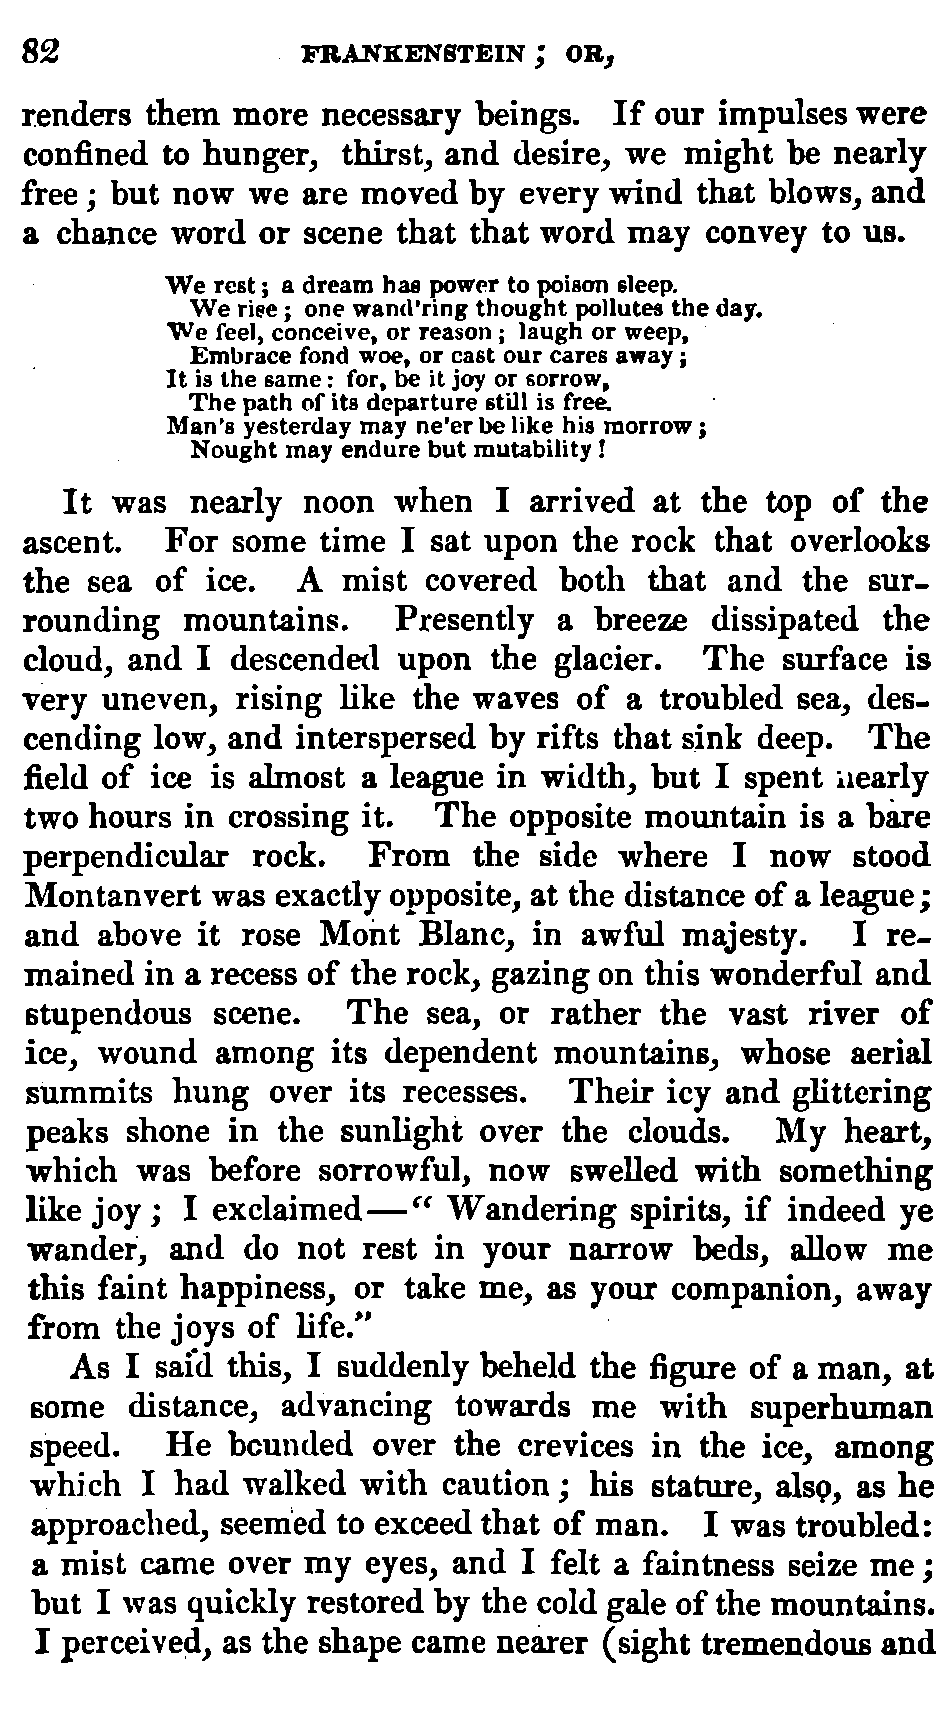 82 FRANKENSTEIN ; OR,
renders them more necessary beings. If our impulses were
confined to hunger, thirst, and desire, we might be nearly
free ; but now we are moved by every wind that blows, and
a chance word or scene that that word may convey to us.
We rest ; a dream has power to poison sleep.
We rise ; one wand'ring thought pollutes the day.
We feel, conceive, or reason ; laugh or weep,
Embrace fond woe, or cast our cares away ;
It is the same : for, be it joy or sorrow,
The path of its departure still is free.
Man's yesterday may ne'er be like his morrow ;
Nought may endure but mutability !
It was nearly noon when I arrived at the top of the
ascent. For some time I sat upon the rock that overlooks
the sea of ice. A mist covered both that and the sur-
rounding mountains. Presently a breeze dissipated the
cloud, and I descended upon the glacier. The surface is
very uneven, rising like the waves of a troubled sea, des-
cending low, and interspersed by rifts that sink deep. The
field of ice is almost a league in width, but I spent nearly
two hours in crossing it. The opposite mountain is a bare
perpendicular rock. From the side where I now stood
Montanvert was exactly opposite, at the distance of a league ;
and above it rose Mont Blanc, in awful majesty. I re-
mained in a recess of the rock, gazing on this wonderful and
stupendous scene. The sea, or rather the vast river of
ice, wound among its dependent mountains, whose aerial
summits hung over its recesses. Their icy and glittering
peaks shone in the sunlight over the clouds. My heart,
which was before sorrowful, now swelled with something
like joy ; I exclaimed—“ Wandering spirits, if indeed ye
wander, and do not rest in your narrow beds, allow me
this faint happiness, or take me, as your companion, away
from the joys of life.”
As I said this, I suddenly beheld the figure of a man, at
some distance, advancing towards me with superhuman
speed. He bounded over the crevices in the ice, among
which I had walked with caution ; his stature, also, as he
approached, seemed to exceed that of man. I was troubled:
a mist came over my eyes, and I felt a faintness seize me ;
but I was quickly restored by the cold gale of the mountains.
I perceived, as the shape came nearer (sight tremendous and